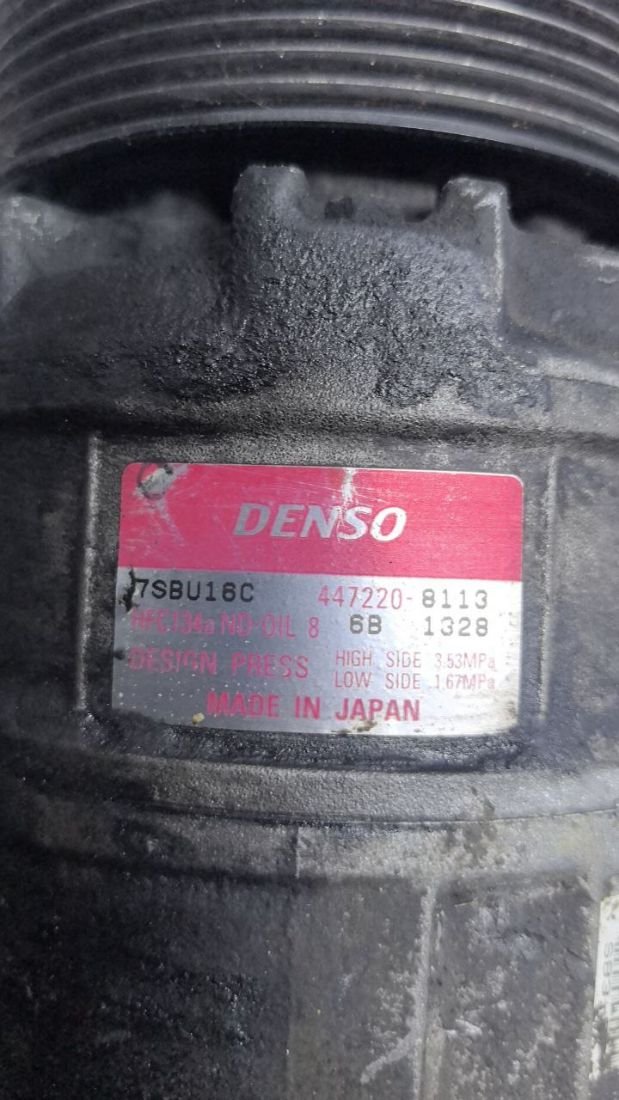 DENSO
7SBU16C 447220-8113
HFC134a ND-OIL 8 6B 1328
DESIGN PRESS HIGH SIDE 3.53MPa
LOW SIDE 1.67MPa
MADE IN JAPAN